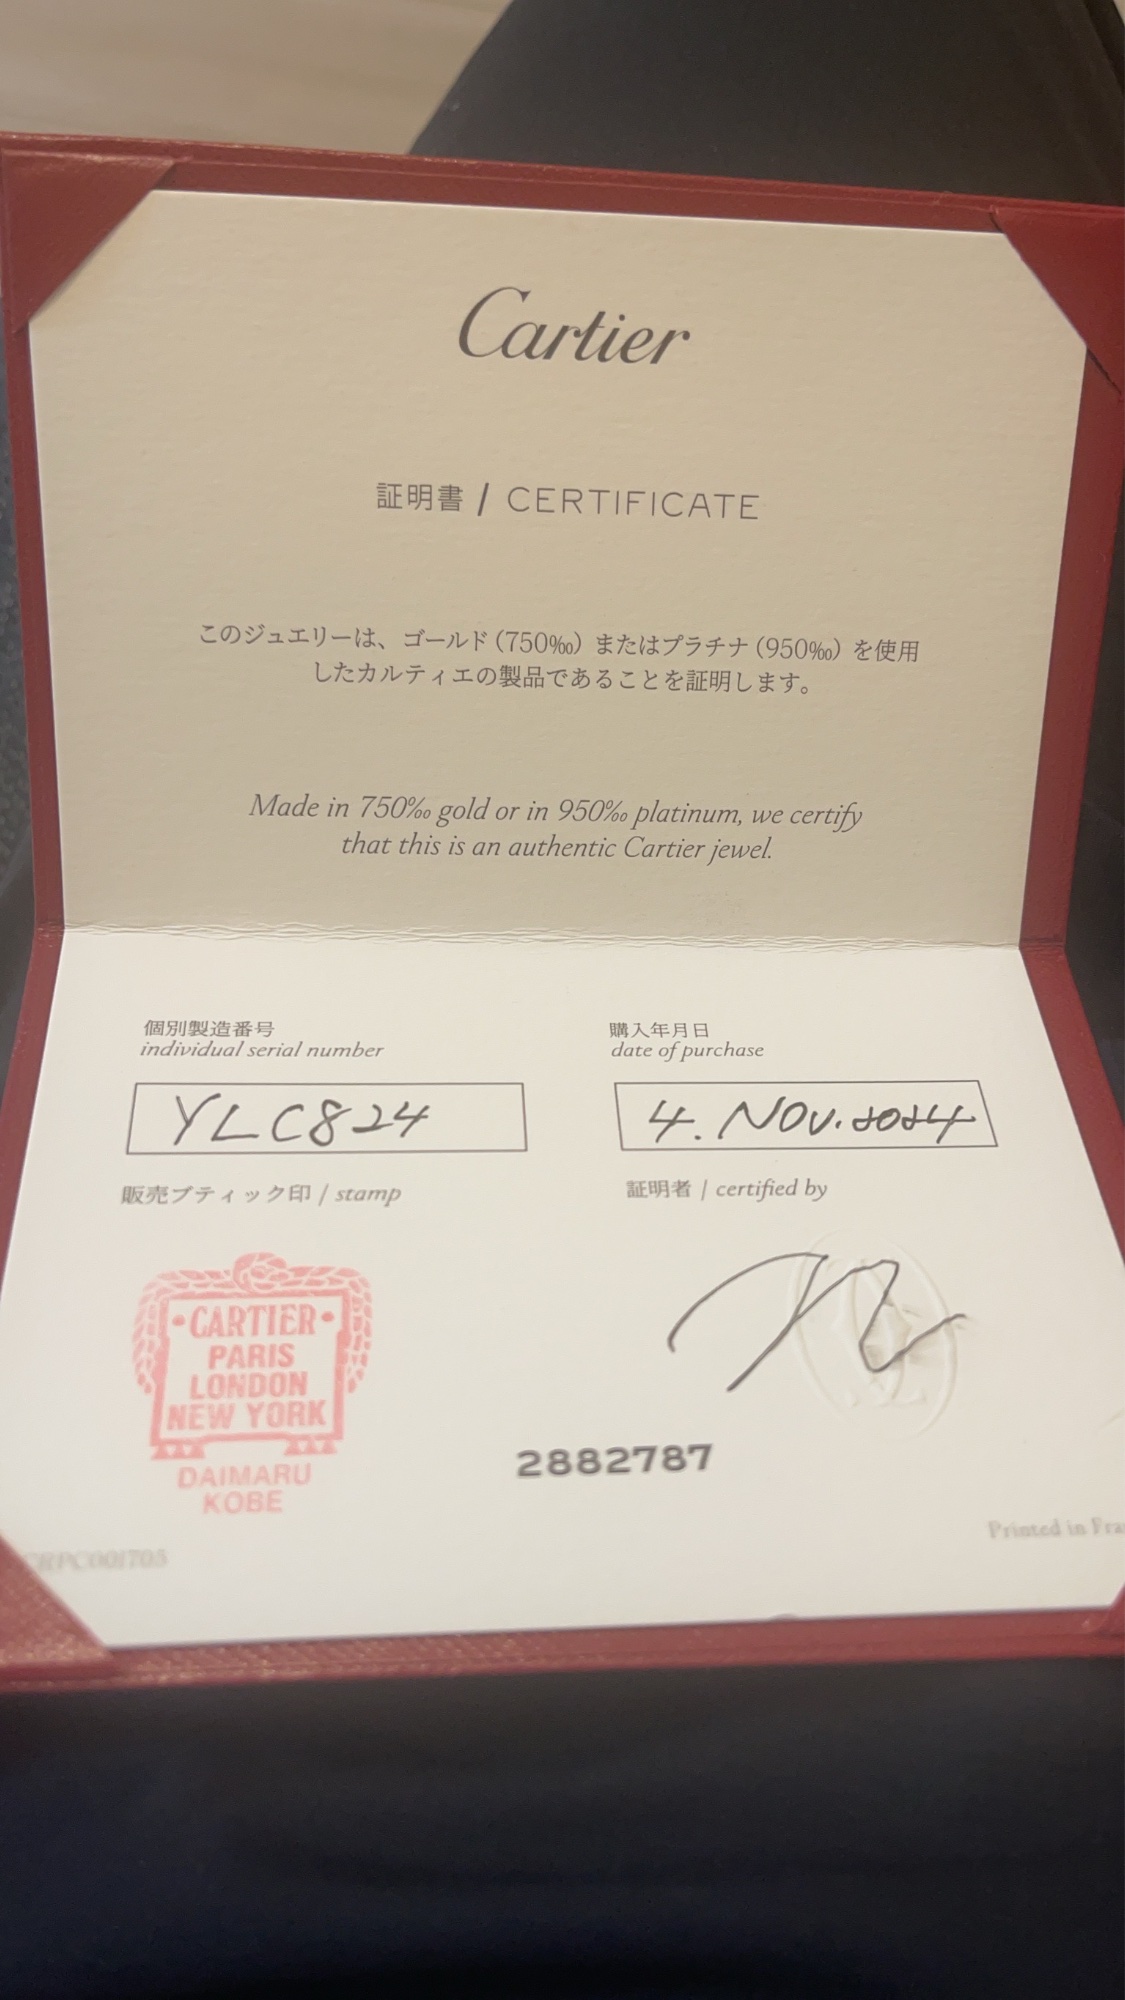 Cartier
証明書 / CERTIFICATE
このジュエリーは、ゴールド(750‰)またはプラチナ(950‰)を使用
したカルティエの製品であることを証明します。
Made in 750‰ gold or in 950‰ platinum, we certify
that this is an authentic Cartier jewel.
個別製造番号
individual serial number
YLC824
購入年月日
date of purchase
4. NOV. 2024
販売ブティック印 / stamp
証明者 / certified by
• CARTIER •
PARIS
LONDON
NEW YORK
DAIMARU
KOBE
2882787
Printed in